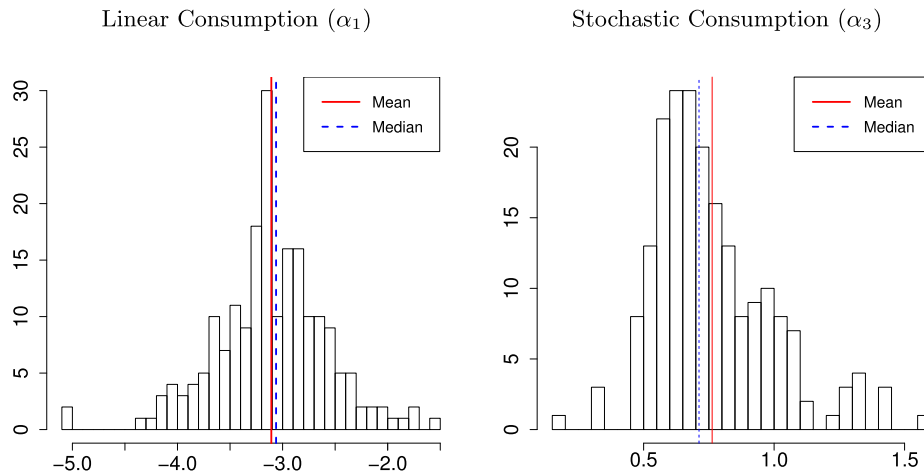 Linear Consumption (α₁)
Mean
Median
30
25
20
15
10
5
0
−5.0 −4.0 −3.0 −2.0
Stochastic Consumption (α₃)
Mean
Median
20
15
10
5
0
0.5 1.0 1.5